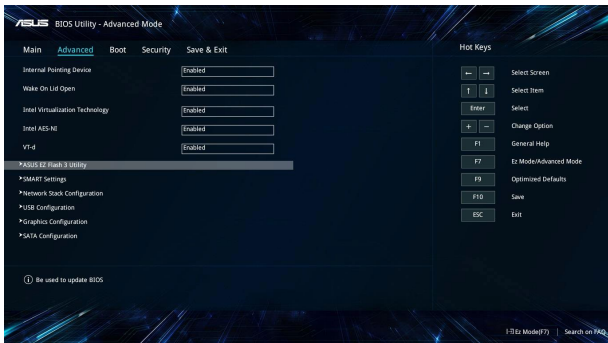 ASUS BIOS Utility - Advanced Mode
Main Advanced Boot Security Save & Exit
Internal Pointing Device Enabled
Wake On Lid Open Enabled
Intel Virtualization Technology Enabled
Intel AES-NI Enabled
VT-d Enabled
ASUS EZ Flash 3 Utility
SMART Settings
Network Stack Configuration
USB Configuration
Graphics Configuration
SATA Configuration
Be used to update BIOS
Hot Keys
← → Select Screen
↑ ↓ Select Item
Enter Select
+ − Change Option
F1 General Help
F7 Ez Mode/Advanced Mode
F9 Optimized Defaults
F10 Save
ESC Exit
Ez Mode(F7) | Search on FAQ